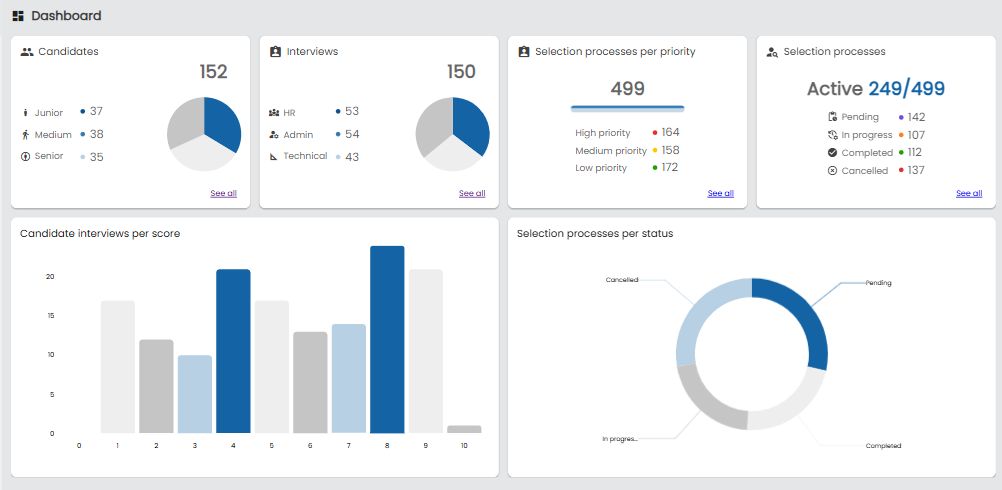 Dashboard
Candidates
152
Junior 37
Medium 38
Senior 35
See all
Interviews
150
HR 53
Admin 54
Technical 43
See all
Selection processes per priority
499
High priority 164
Medium priority 158
Low priority 172
See all
Selection processes
Active 249/499
Pending 142
In progress 107
Completed 112
Cancelled 137
See all
Candidate interviews per score
20
15
10
5
0
0 1 2 3 4 5 6 7 8 9 10
Selection processes per status
Cancelled
Pending
In progres...
Completed